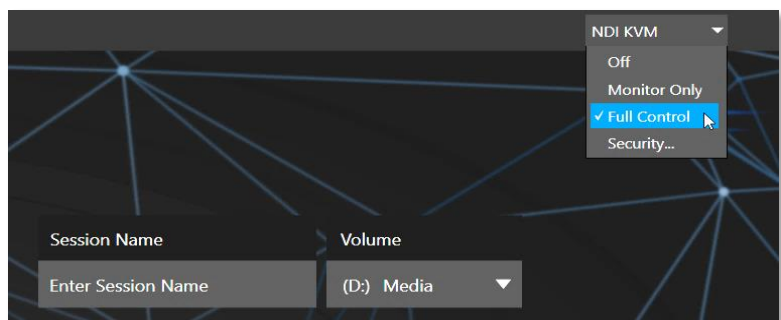 NDI KVM
Off
Monitor Only
Full Control
Security...
Session Name
Volume
Enter Session Name
(D:) Media